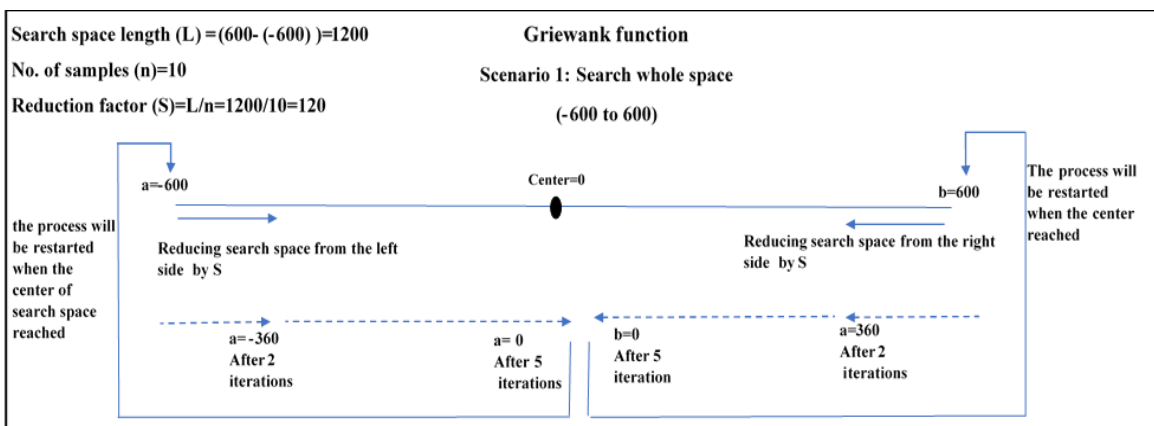 Search space length (L) =(600- (-600) )=1200
No. of samples (n)=10
Reduction factor (S)=L/n=1200/10=120
Griewank function
Scenario 1: Search whole space
(-600 to 600)
a=-600
Center=0
b=600
The process will
be restarted
when the center
reached
the process will
be restarted
when the
center of
search space
reached
Reducing search space from the left
side by S
Reducing search space from the right
side by S
a=-360
After 2
iterations
a= 0
After 5
iterations
b=0
After 5
iteration
a=360
After 2
iterations